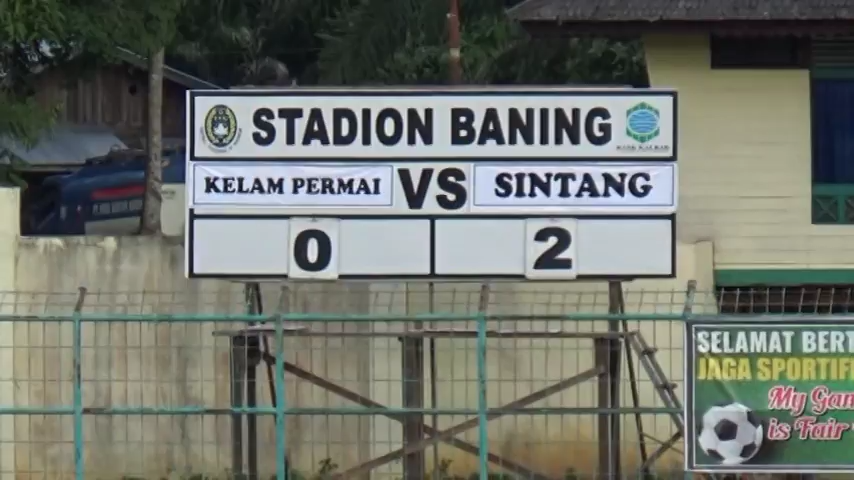 STADION BANING
KELAM PERMAI VS SINTANG
0 2
SELAMAT BERT
JAGA SPORTIF
My Gam
is Fair